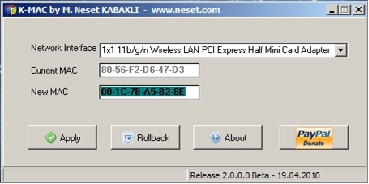 K-MAC by M. Neset KABAKLI - www.neset.com
Network Interface 1x1 11b/g/n Wireless LAN PCI Express Half Mini Card Adapter
Current MAC 80-56-F2-D6-47-D3
New MAC 00-1C-7B-A5-B2-8E
Apply Rollback About PayPal
Donate
Release 2.0.0.0 Beta - 19.04.2010